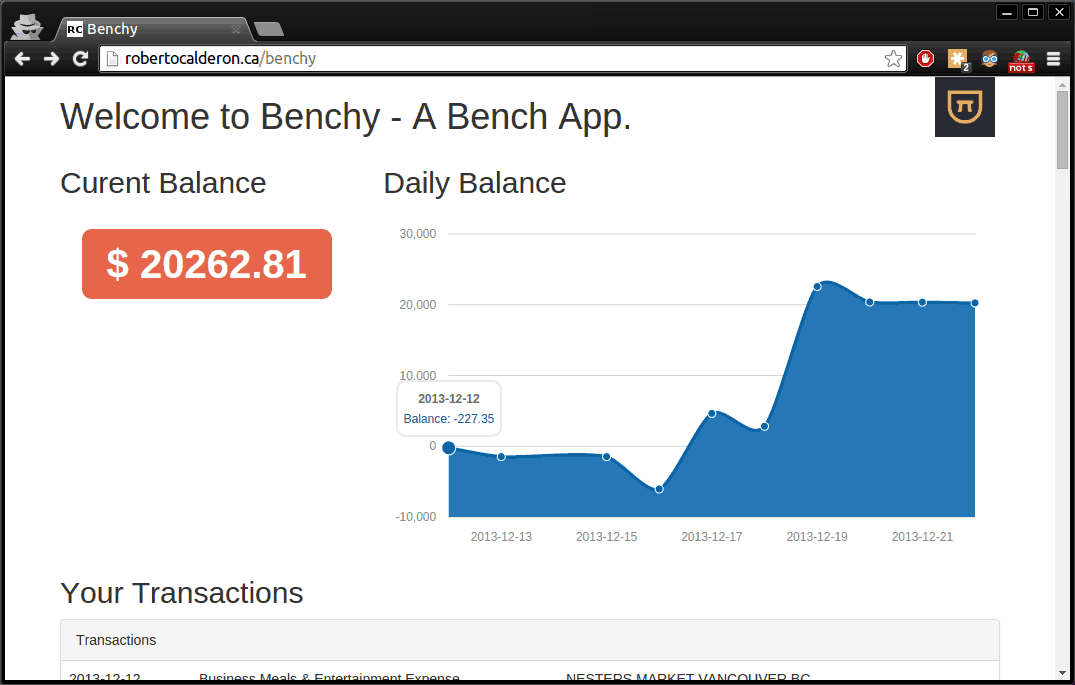 RC Benchy
robertocalderon.ca/benchy
2
not s
Welcome to Benchy - A Bench App.
Curent Balance
Daily Balance
$ 20262.81
30,000
20,000
10,000
2013-12-12
Balance: -227.35
0
-10,000
2013-12-13 2013-12-15 2013-12-17 2013-12-19 2013-12-21
Your Transactions
Transactions
2013-12-12 Business Meals & Entertainment Expense NESTERS MARKET VANCOUVER BC